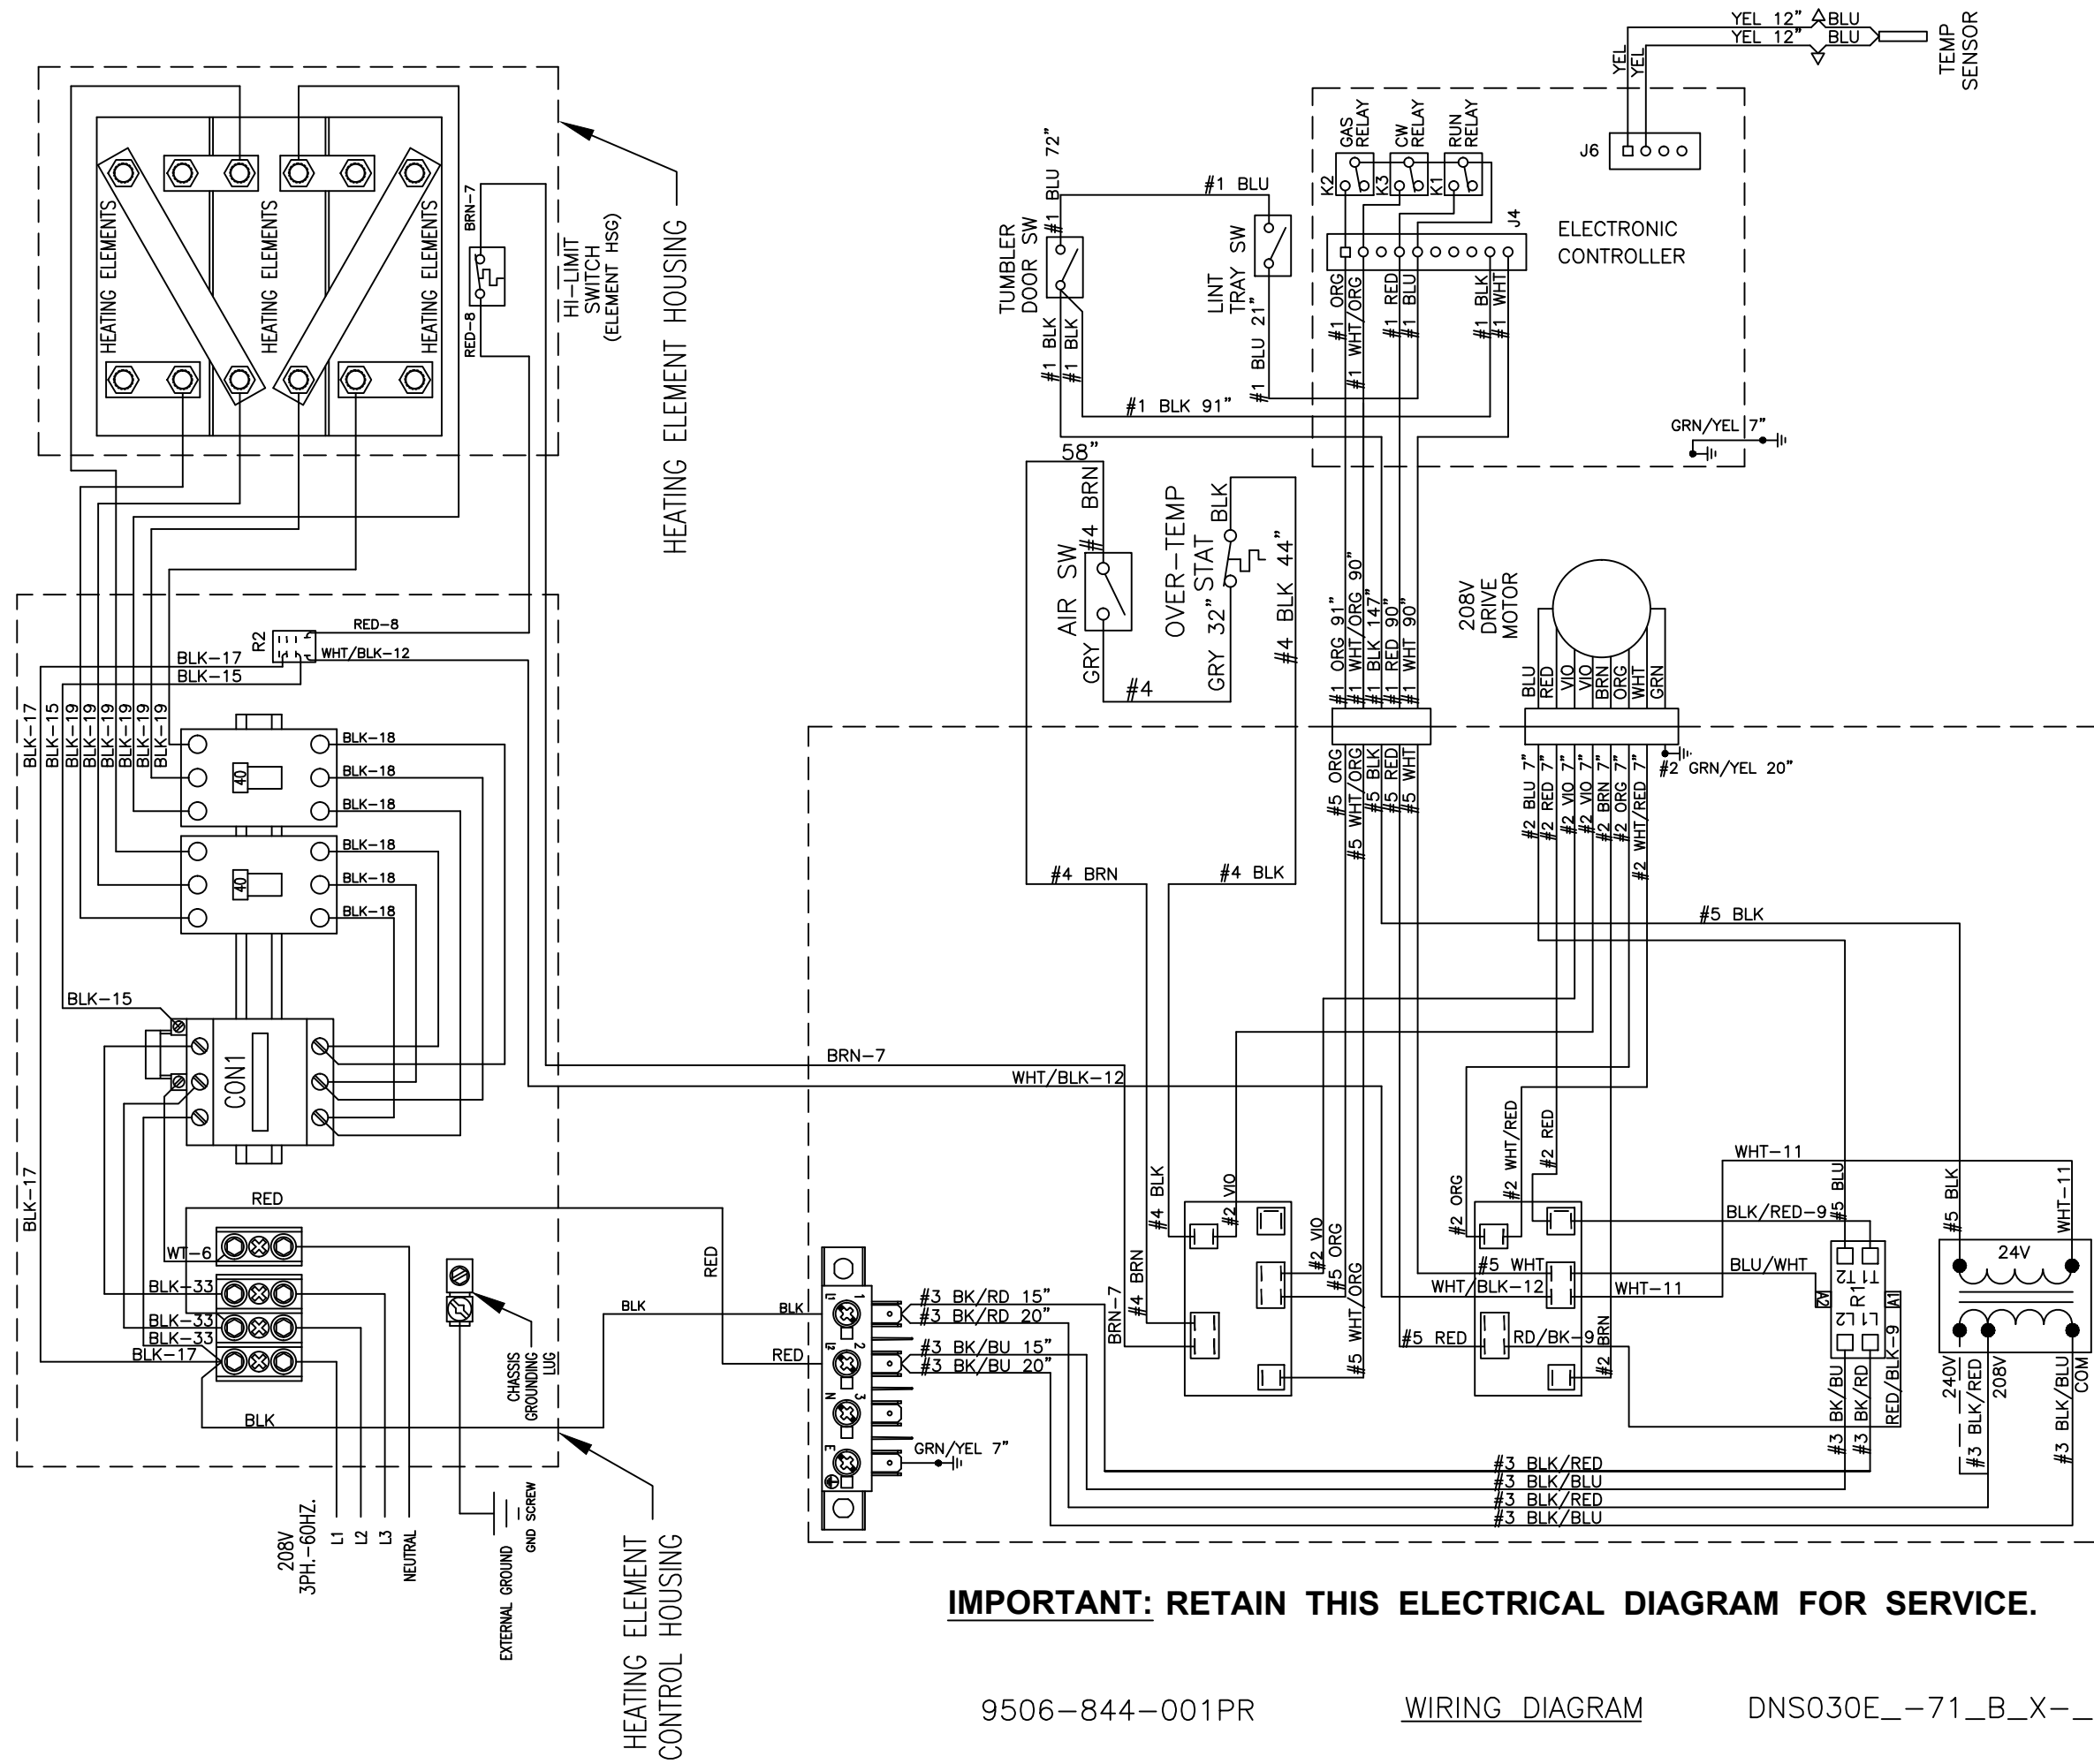 YEL 12" BLU
YEL 12" BLU
TEMP
SENSOR
YEL
YEL
J6
GAS
RELAY
CW
RELAY
RUN
RELAY
K2
K3
K1
J4
ELECTRONIC
CONTROLLER
#1 BLU 72"
#1 BLU
TUMBLER
DOOR SW
LINT
TRAY SW
#1 BLK
#1 BLK
#1 BLU 21"
#1 ORG
#1 WHT/ORG
#1 RED
#1 BLU
#1 BLK
#1 WHT
#1 BLK 91"
GRN/YEL 7"
HEATING ELEMENTS
HEATING ELEMENTS
HEATING ELEMENTS
BRN-7
RED-8
HI-LIMIT
SWITCH
(ELEMENT HSG)
HEATING ELEMENT HOUSING
58"
#4 BRN
AIR SW
GRY
#4
OVER-TEMP
STAT
BLK
GRY 32"
#4 BLK 44"
#1 ORG 91"
#1 WHT/ORG 90"
#1 BLK 147"
#1 RED 90"
#1 WHT 90"
208V
DRIVE
MOTOR
BLU
RED
VIO
VIO
BRN
ORG
WHT
GRN
#2 GRN/YEL 20"
#5 ORG
#5 WHT/ORG
#5 BLK
#5 RED
#5 WHT
#2 BLU 7"
#2 RED 7"
#2 VIO 7"
#2 VIO 7"
#2 BRN 7"
#2 ORG 7"
#2 WHT/RED 7"
R2
RED-8
WHT/BLK-12
BLK-17
BLK-15
BLK-17
BLK-15
BLK-19
BLK-19
BLK-19
BLK-19
BLK-19
40
BLK-18
BLK-18
BLK-18
40
BLK-18
BLK-18
BLK-18
#4 BRN
#4 BLK
#5 BLK
BLK-15
CON1
BRN-7
WHT/BLK-12
BLK-17
RED
WT-6
BLK-33
BLK-33
BLK-33
BLK-17
BLK
BLK
RED
BLK
RED
CHASSIS
GROUNDING
LUG
1
L1
2
L2
3
N
E
#3 BK/RD 15"
#3 BK/RD 20"
#3 BK/BU 15"
#3 BK/BU 20"
GRN/YEL 7"
BRN-7
#4 BRN
#4 BLK
#2 VIO
#2 VIO
#5 ORG
#5 WHT ORG
#2 ORG
#2 WHT/RED
#2 RED
#5 WHT
WHT/BLK-12
#5 RED
RD/BK-9
#2 BRN
WHT-11
WHT-11
BLK/RED-9
BLU/WHT
#5 BLU
#5 BLK
WHT-11
T1
T2
R1
L1
L2
A2
A1
24V
240V
208V
COM
#3 BK/BU
#3 BK/RD
RED/BLK-9
#3 BLK/RED
#3 BLK/BLU
#3 BLK/RED
#3 BLK/BLU
#3 BLK/RED
#3 BLK/BLU
208V
3PH.-60HZ.
L1
L2
L3
NEUTRAL
EXTERNAL GROUND
GND SCREW
HEATING ELEMENT
CONTROL HOUSING
IMPORTANT: RETAIN THIS ELECTRICAL DIAGRAM FOR SERVICE.
9506-844-001PR
WIRING DIAGRAM
DNS030E_-71_B_X-_